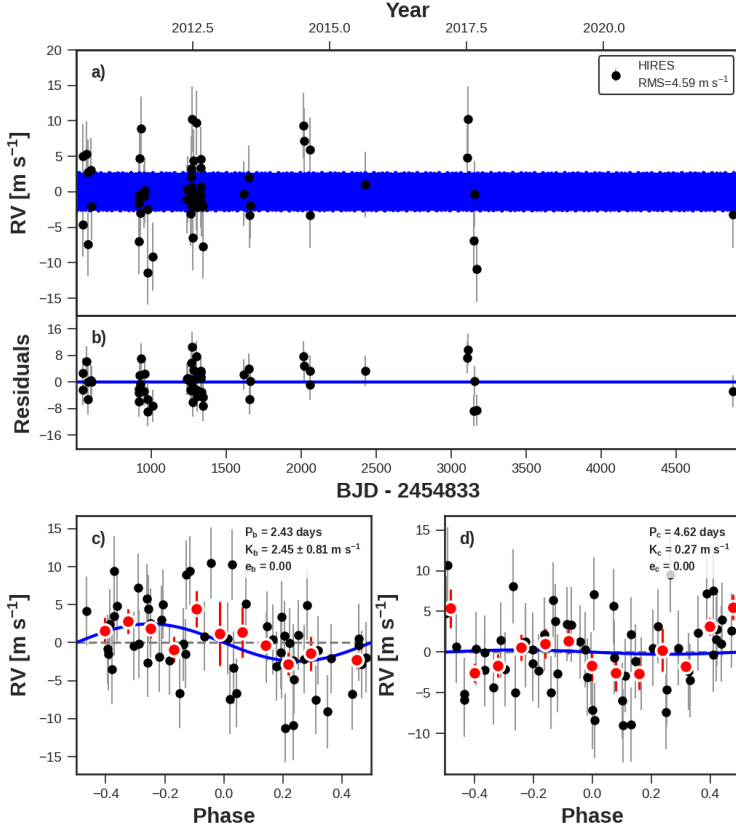 Year
2012.5 2015.0 2017.5 2020.0
a)
HIRES
RMS=4.59 m s⁻¹
RV [m s⁻¹]
20
15
10
5
0
−5
−10
−15
b)
Residuals
16
8
0
−8
−16
1000 1500 2000 2500 3000 3500 4000 4500
BJD - 2454833
c)
P_b = 2.43 days
K_b = 2.45 ± 0.81 m s⁻¹
e_b = 0.00
RV [m s⁻¹]
15
10
5
0
−5
−10
−15
−0.4 −0.2 0.0 0.2 0.4
Phase
d)
P_c = 4.62 days
K_c = 0.27 m s⁻¹
e_c = 0.00
RV [m s⁻¹]
15
10
5
0
−5
−10
−0.4 −0.2 0.0 0.2 0.4
Phase